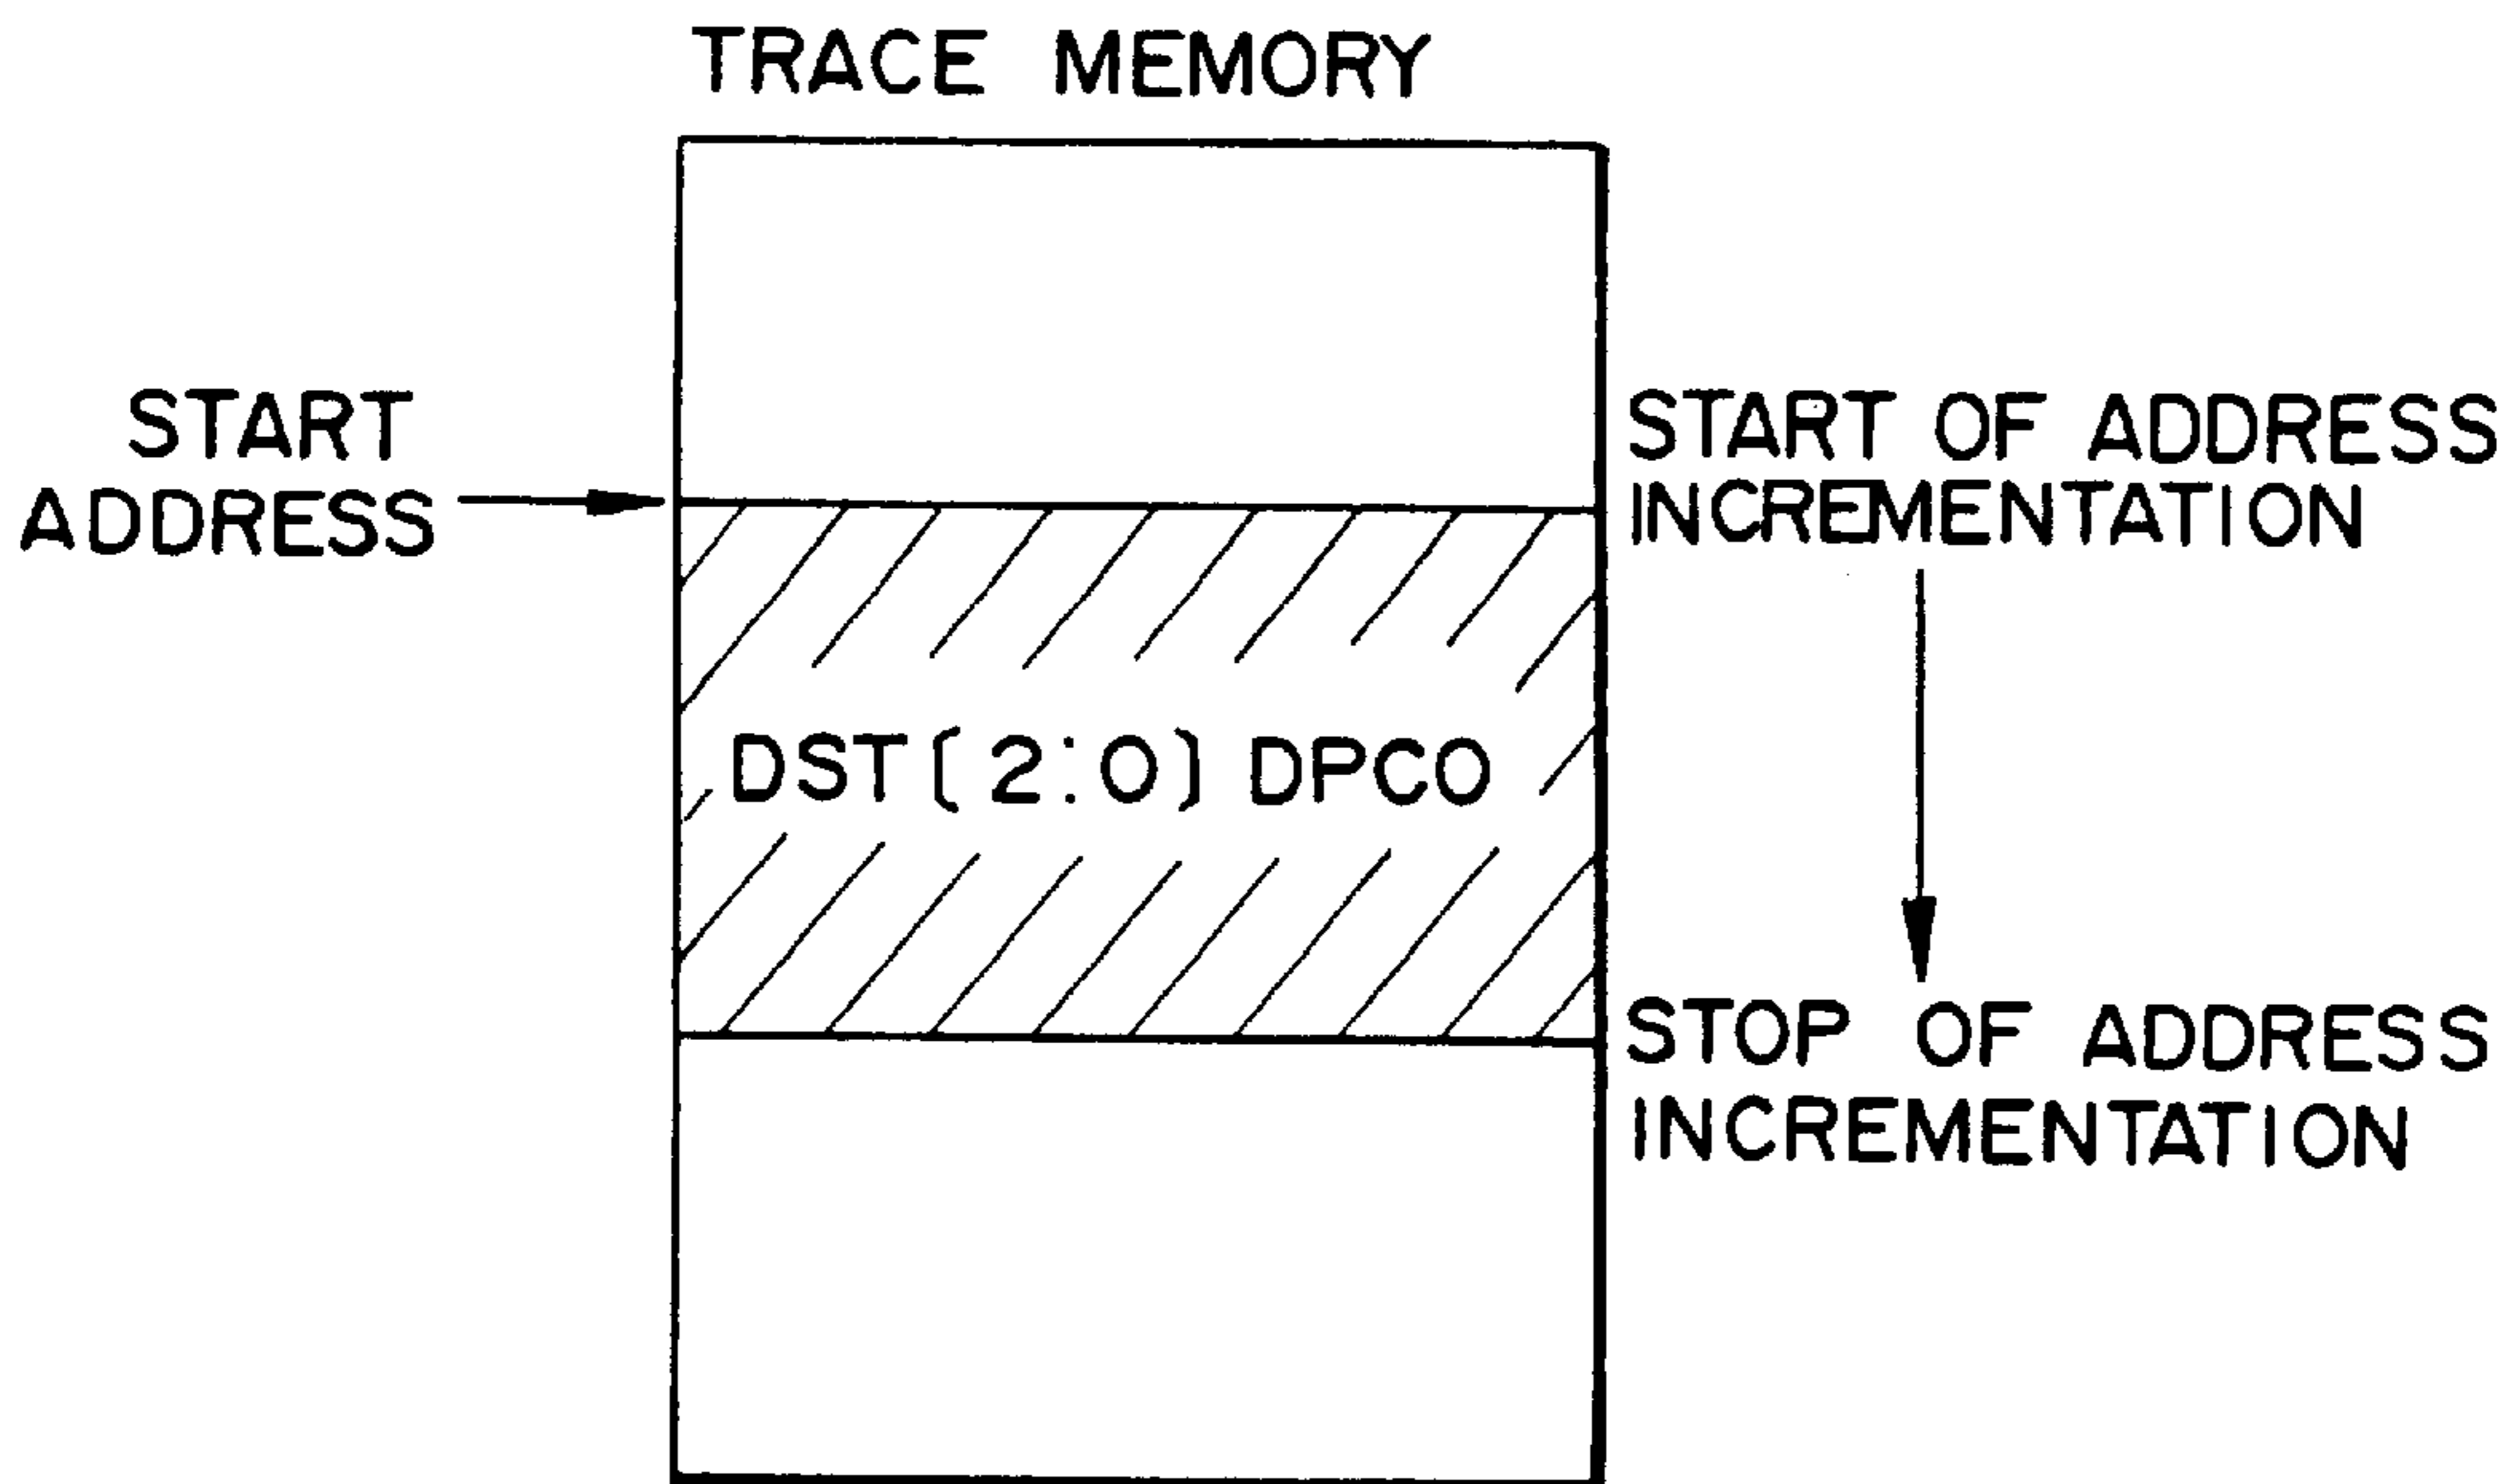 TRACE MEMORY
START
ADDRESS
START OF ADDRESS
INCREMENTATION
DST(2:0) DPCO
STOP OF ADDRESS
INCREMENTATION